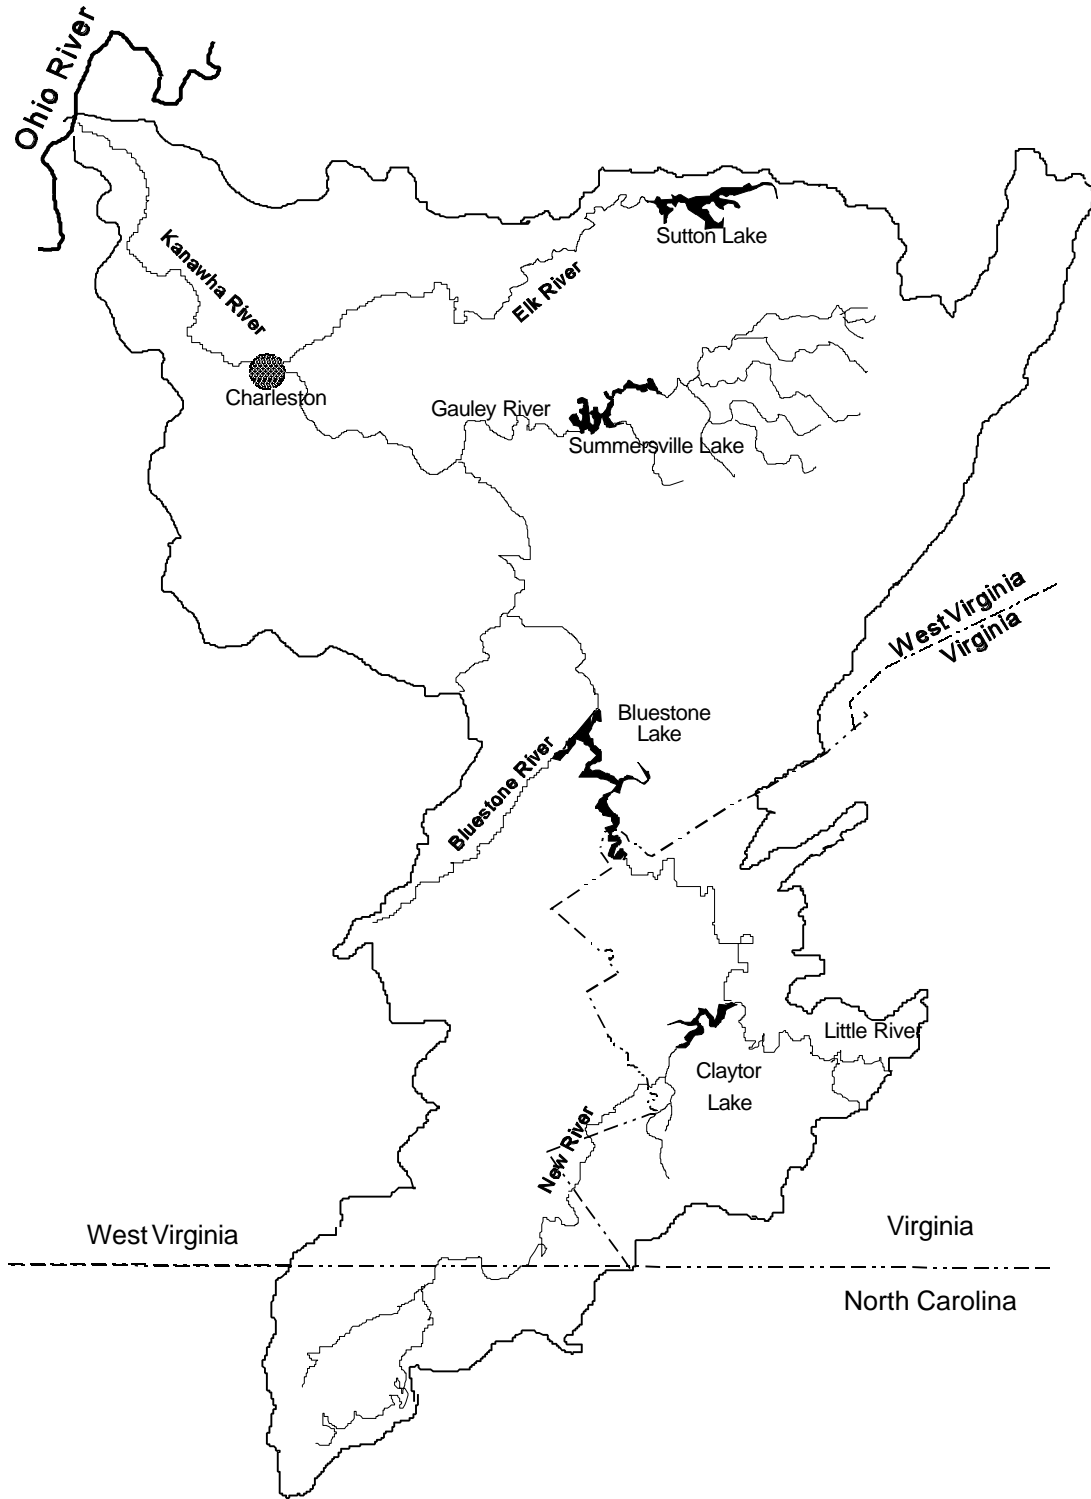 Ohio River
Sutton Lake
Kanawha River
Elk River
Charleston
Gauley River
Summersville Lake
West Virginia
Virginia
Bluestone
Lake
Bluestone River
Little River
Claytor
Lake
New River
West Virginia
Virginia
North Carolina